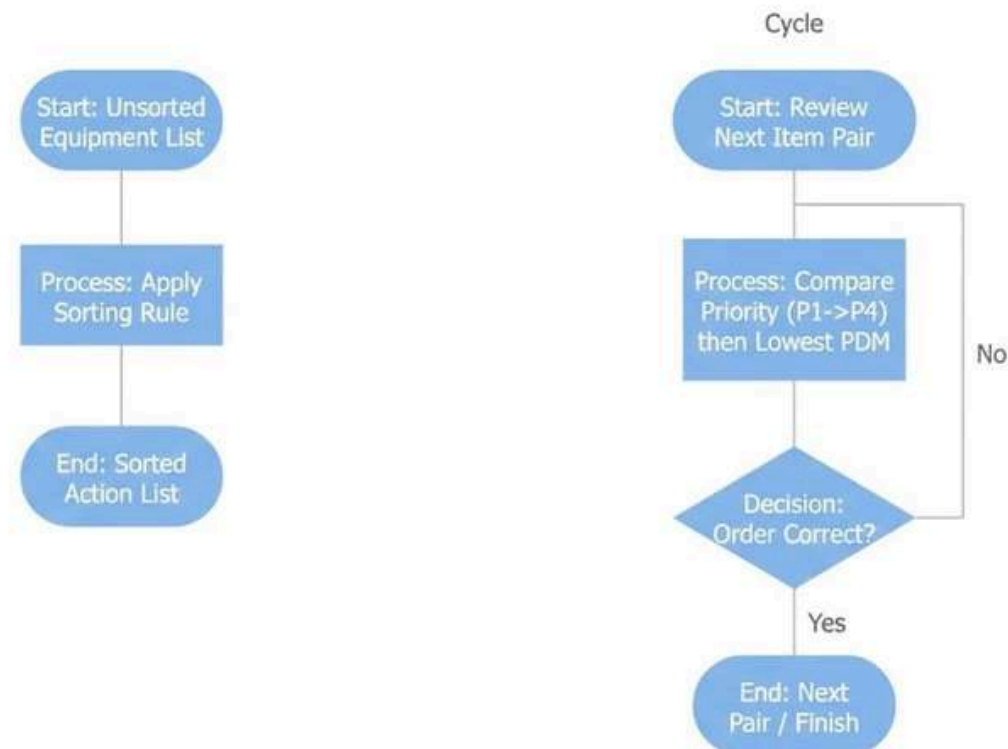 Start: Unsorted
Equipment List
Process: Apply
Sorting Rule
End: Sorted
Action List
Cycle
Start: Review
Next Item Pair
Process: Compare
Priority (P1->P4)
then Lowest PDM
No
Decision:
Order Correct?
Yes
End: Next
Pair / Finish